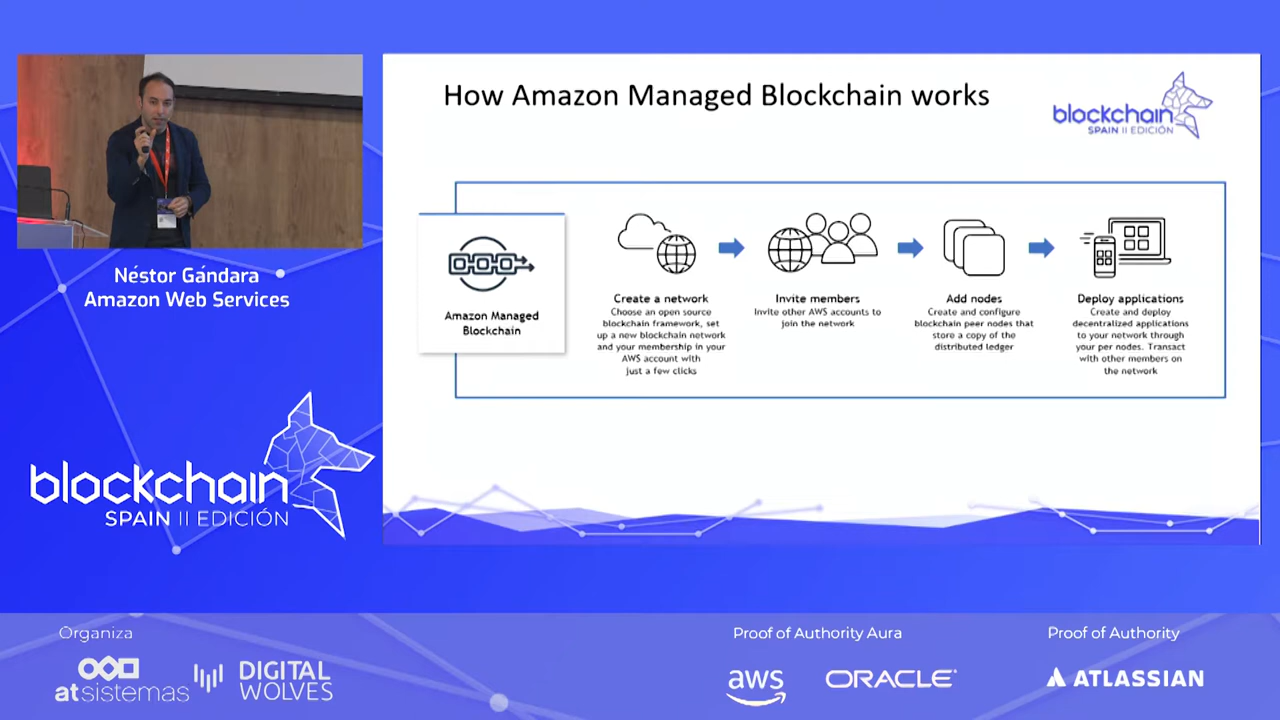 How Amazon Managed Blockchain works
blockchain
SPAIN II EDICIÓN
Amazon Managed
Blockchain
Create a network
Choose an open source
blockchain framework, set
up a new blockchain network
and your membership in your
AWS account with
just a few clicks
Invite members
Invite other AWS accounts to
join the network
Add nodes
Create and configure
blockchain peer nodes that
store a copy of the
distributed ledger
Deploy applications
Create and deploy
decentralized applications
to your network through
your per nodes. Transact
with other members on
the network
Néstor Gándara
Amazon Web Services
blockchain
SPAIN II EDICIÓN
Organiza
atsistemas
DIGITAL
WOLVES
Proof of Authority Aura
aws
ORACLE
Proof of Authority
ATLASSIAN